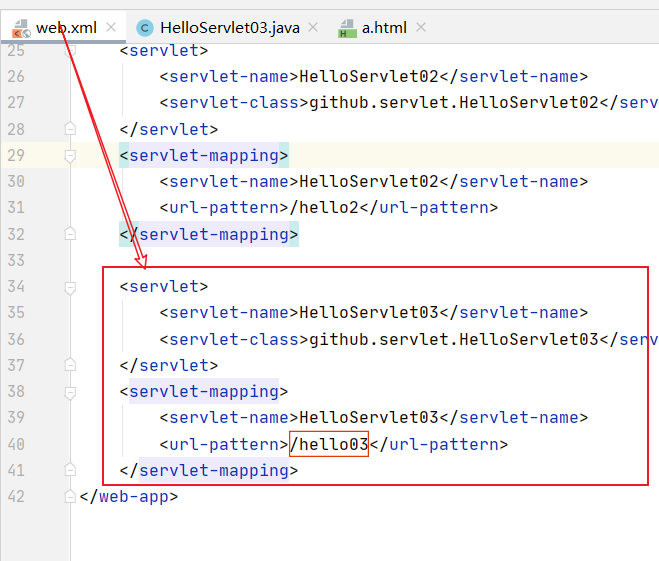 web.xml HelloServlet03.java a.html
25 <servlet>
26 <servlet-name>HelloServlet02</servlet-name>
27 <servlet-class>github.servlet.HelloServlet02</serv
28 </servlet>
29 <servlet-mapping>
30 <servlet-name>HelloServlet02</servlet-name>
31 <url-pattern>/hello2</url-pattern>
32 </servlet-mapping>
33
34 <servlet>
35 <servlet-name>HelloServlet03</servlet-name>
36 <servlet-class>github.servlet.HelloServlet03</serv
37 </servlet>
38 <servlet-mapping>
39 <servlet-name>HelloServlet03</servlet-name>
40 <url-pattern>/hello03</url-pattern>
41 </servlet-mapping>
42 </web-app>